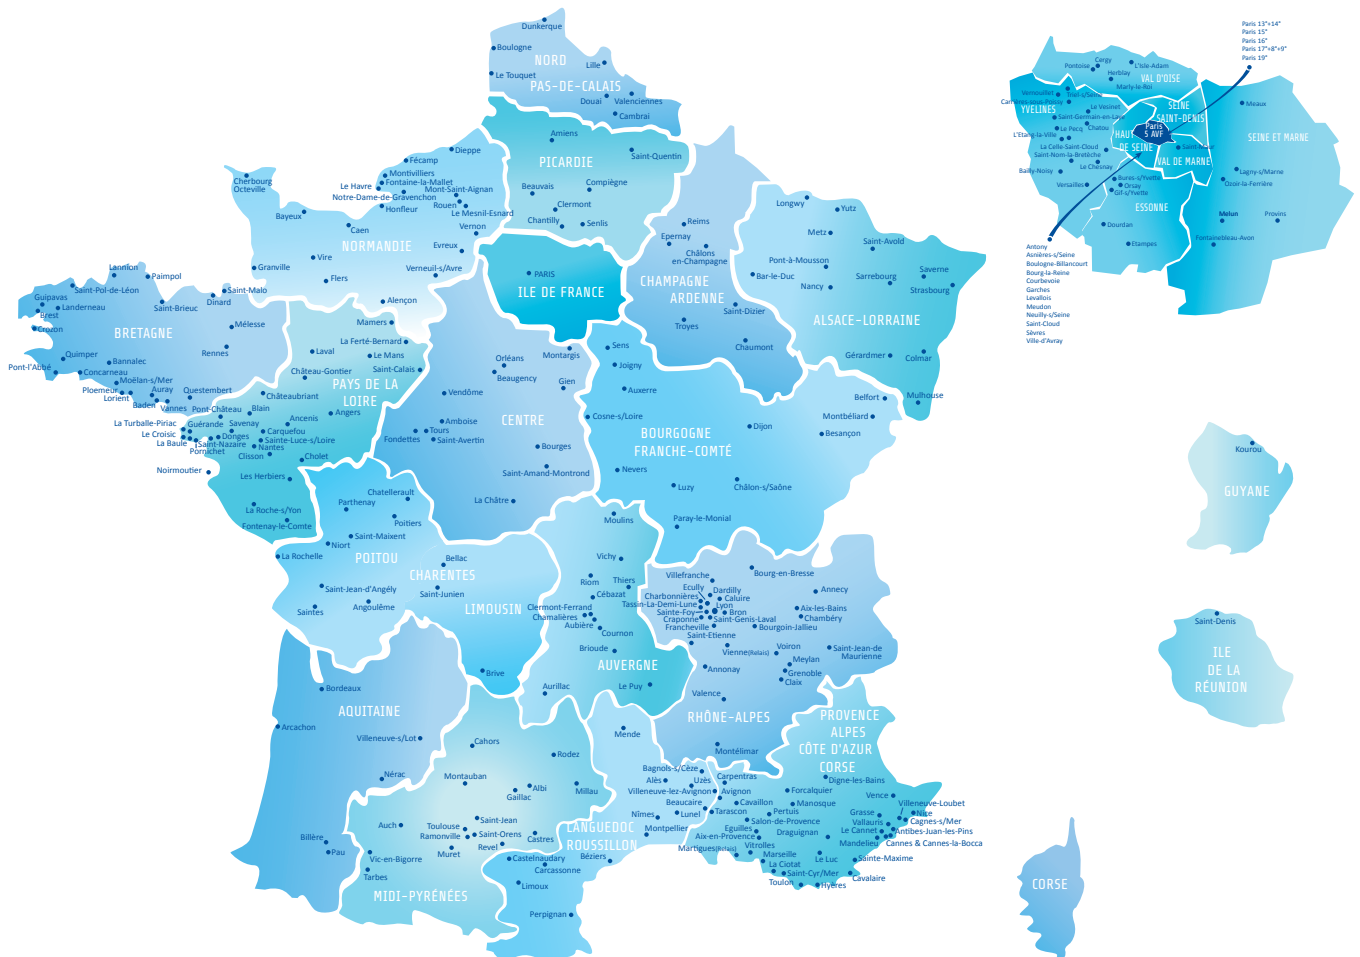 Dunkerque
Boulogne
NORD
Lille
Le Touquet
PAS-DE-CALAIS
Douai
Valenciennes
Cambrai
Amiens
PICARDIE
Saint-Quentin
Beauvais
Compiègne
Clermont
Chantilly
Senlis
Dieppe
Fécamp
Montivilliers
Fontaine-la-Mallet
Le Havre
Notre-Dame-de-Gravenchon
Mont-Saint-Aignan
Rouen
Honfleur
Le Mesnil-Esnard
Cherbourg
Octeville
Bayeux
Caen
Vernon
NORMANDIE
Evreux
Vire
Granville
Flers
Verneuil-s/Avre
Alençon
PARIS
ILE DE FRANCE
Reims
Epernay
Châlons
en-Champagne
CHAMPAGNE
ARDENNE
Saint-Dizier
Troyes
Chaumont
Longwy
Yutz
Metz
Saint-Avold
Pont-à-Mousson
Bar-le-Duc
Nancy
Sarrebourg
Saverne
Strasbourg
ALSACE-LORRAINE
Gérardmer
Colmar
Mulhouse
Lannion
Paimpol
Saint-Pol-de-Léon
Guipavas
Landerneau
Brest
Saint-Brieuc
Dinard
Saint-Malo
Crozon
BRETAGNE
Mélesse
Rennes
Quimper
Bannalec
Pont-l'Abbé
Concarneau
Moëlan-s/Mer
Ploemeur
Lorient
Auray
Questembert
Baden
Vannes
Mamers
La Ferté-Bernard
Laval
Le Mans
Château-Gontier
Saint-Calais
PAYS DE LA
LOIRE
Châteaubriant
Pont-Château
Blain
Ancenis
Angers
La Turballe-Piriac
Guérande
Savenay
Carquefou
Le Croisic
Donges
Sainte-Luce-s/Loire
La Baule
Saint-Nazaire
Nantes
Pornichet
Clisson
Cholet
Noirmoutier
Les Herbiers
La Roche-s/Yon
Fontenay-le-Comte
Orléans
Montargis
Beaugency
Gien
Vendôme
Amboise
CENTRE
Fondettes
Tours
Saint-Avertin
Bourges
Saint-Amand-Montrond
La Châtre
Sens
Joigny
Auxerre
Cosne-s/Loire
Belfort
Montbéliard
Dijon
Besançon
BOURGOGNE
FRANCHE-COMTÉ
Nevers
Luzy
Châlon-s/Saône
Paray-le-Monial
Chatellerault
Parthenay
Poitiers
Saint-Maixent
Niort
La Rochelle
POITOU
CHARENTES
Bellac
Saint-Jean-d'Angély
Saint-Junien
Angoulême
Saintes
LIMOUSIN
Brive
Moulins
Vichy
Riom
Thiers
Cébazat
Clermont-Ferrand
Chamalières
Aubière
Cournon
Brioude
AUVERGNE
Aurillac
Le Puy
Villefranche
Bourg-en-Bresse
Ecully
Dardilly
Charbonnières
Caluire
Annecy
Tassin-La-Demi-Lune
Lyon
Sainte-Foy
Bron
Aix-les-Bains
Craponne
Saint-Genis-Laval
Chambéry
Francheville
Bourgoin-Jallieu
Saint-Etienne
Vienne(Relais)
Voiron
Saint-Jean-de
Maurienne
Meylan
Annonay
Grenoble
Claix
Valence
RHÔNE-ALPES
Montélimar
Bordeaux
AQUITAINE
Arcachon
Villeneuve-s/Lot
Nérac
Billère
Pau
Cahors
Rodez
Montauban
Albi
Gaillac
Millau
Auch
Toulouse
Saint-Jean
Ramonville
Saint-Orens
Castres
Revel
Muret
Vic-en-Bigorre
Tarbes
MIDI-PYRÉNÉES
Mende
Bagnols-s/Cèze
Alès
Uzès
Villeneuve-lez-Avignon
Beaucaire
Nîmes
Lunel
LANGUEDOC
ROUSSILLON
Montpellier
Béziers
Castelnaudary
Carcassonne
Limoux
Perpignan
PROVENCE
ALPES
CÔTE D'AZUR
CORSE
Carpentras
Digne-les-Bains
Avignon
Forcalquier
Cavaillon
Manosque
Vence
Tarascon
Pertuis
Villeneuve-Loubet
Salon-de-Provence
Grasse
Nice
Eguilles
Vallauris
Cagnes-s/Mer
Aix-en-Provence
Draguignan
Le Cannet
Antibes-Juan-les-Pins
Martigues(Relais)
Vitrolles
Mandelieu
Cannes & Cannes-la-Bocca
Marseille
Le Luc
Sainte-Maxime
La Ciotat
Saint-Cyr/Mer
Cavalaire
Toulon
Hyères
Paris 13°+14°
Paris 15°
Paris 16°
Paris 17°+8°+9°
Paris 19°
Cergy
Pontoise
L'Isle-Adam
Herblay
VAL D'OISE
Marly-le-Roi
Vernouillet
Triel-s/Seine
Carrières-sous-Poissy
YVELINES
Le Vesinet
SEINE
SAINT-DENIS
Meaux
Saint-Germain-en-Laye
Le Pecq
Chatou
L'Etang-la-Ville
HAUT
DE SEINE
Paris
5 AVF
SEINE ET MARNE
La Celle-Saint-Cloud
Saint-Maur
Saint-Nom-la-Bretèche
VAL DE MARNE
Le Chesnay
Bailly-Noisy
Lagny-s/Marne
Versailles
Bures-s/Yvette
Orsay
Gif-s/Yvette
Ozoir-la-Ferrière
ESSONNE
Melun
Provins
Dourdan
Etampes
Fontainebleau-Avon
Antony
Asnières-s/Seine
Boulogne-Billancourt
Bourg-la-Reine
Courbevoie
Garches
Levallois
Meudon
Neuilly-s/Seine
Saint-Cloud
Sèvres
Ville-d'Avray
Kourou
GUYANE
Saint-Denis
ILE
DE LA
RÉUNION
CORSE